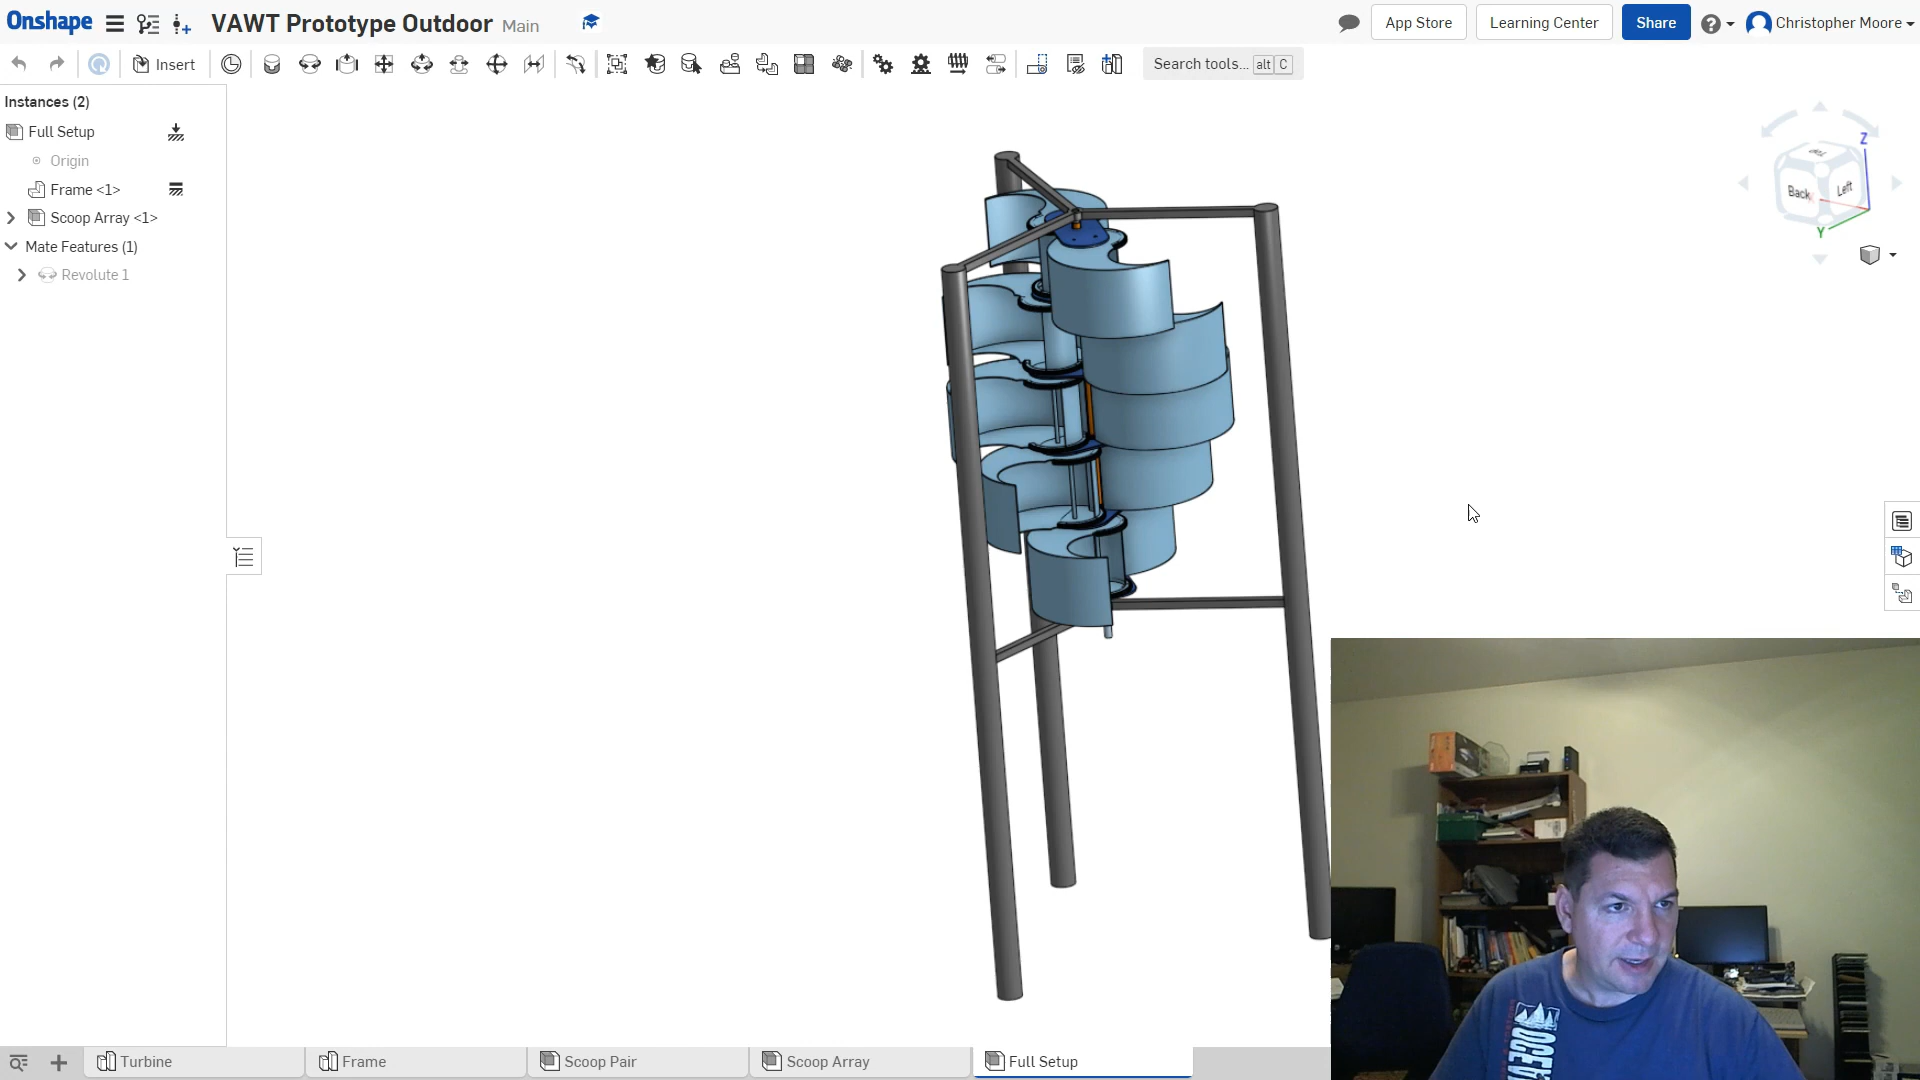 Onshape
VAWT Prototype Outdoor Main
App Store
Learning Center
Share
Christopher Moore
Insert
Search tools... alt C
Instances (2)
Full Setup
Origin
Frame <1>
Scoop Array <1>
Mate Features (1)
Revolute 1
Z
Top
Back
Left
X
Y
Turbine
Frame
Scoop Pair
Scoop Array
Full Setup